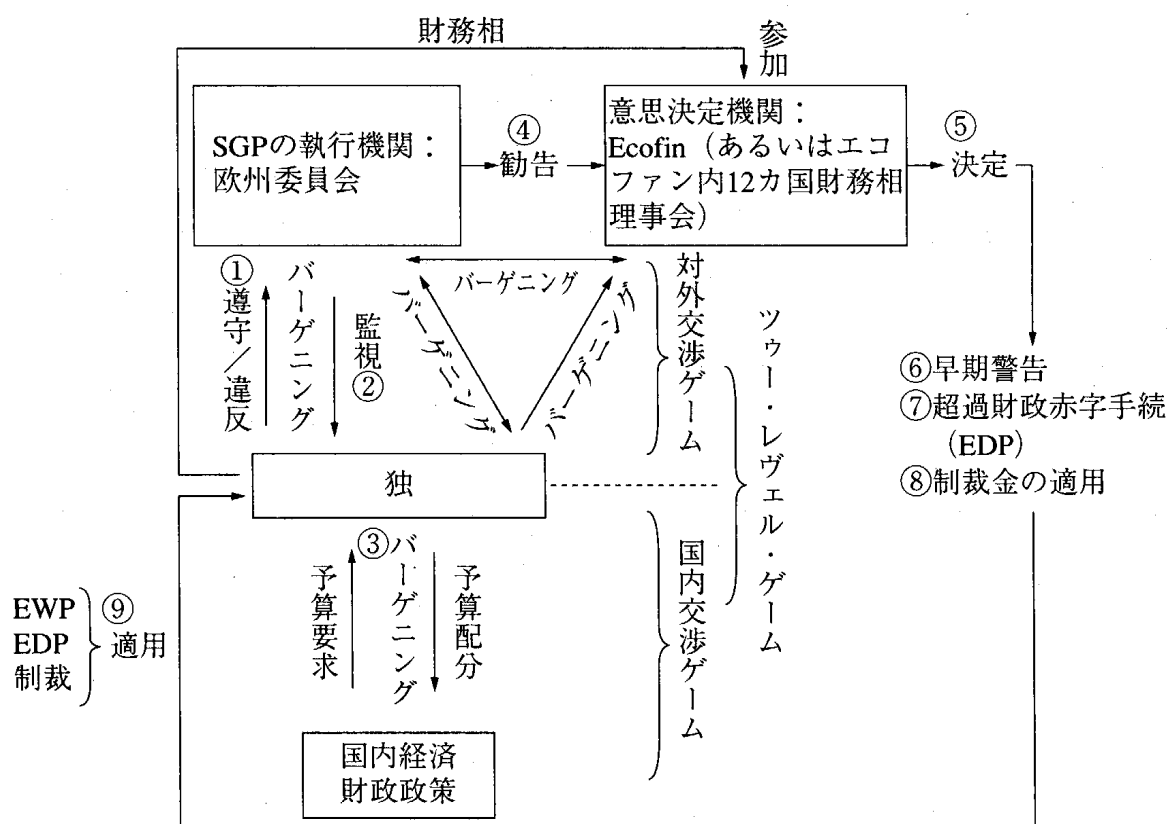 財務相
参加
SGPの執行機関：
欧州委員会
④
勧告
意思決定機関：
Ecofin（あるいはエコ
ファン内12カ国財務相
理事会）
⑤
決定
①遵守／違反
バーゲニング
監視②
バーゲニング
バーゲニング
バーゲニング
対外交渉ゲーム
ツゥー・レヴェル・ゲーム
⑥早期警告
⑦超過財政赤字手続
（EDP）
⑧制裁金の適用
独
③バーゲニング
予算要求
予算配分
国内交渉ゲーム
EWP
EDP
制裁
⑨
適用
国内経済
財政政策